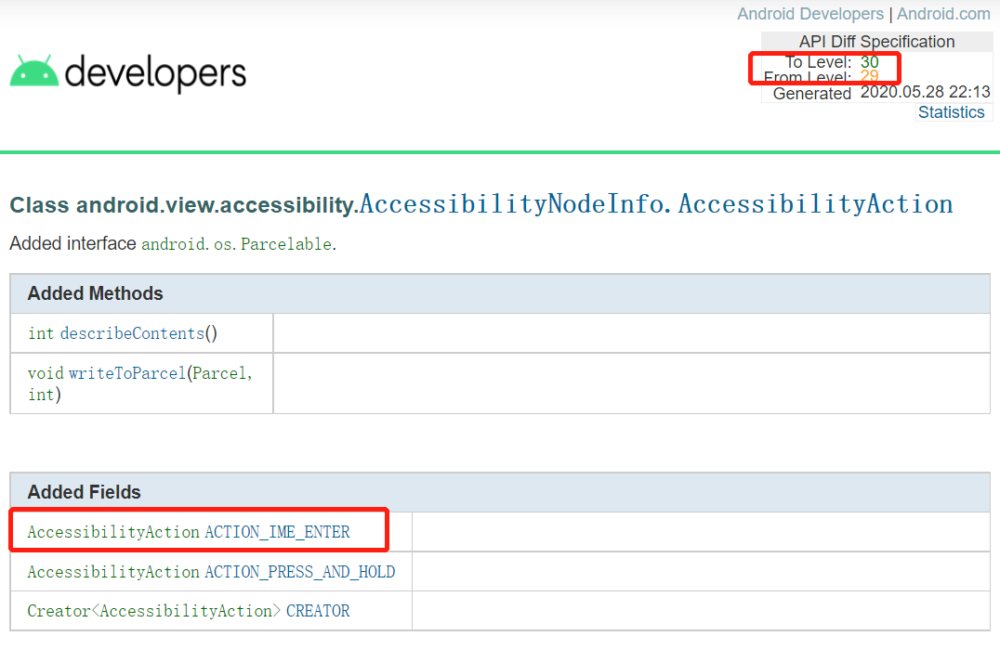 Android Developers | Android.com
developers
API Diff Specification
To Level: 30
From Level: 29
Generated 2020.05.28 22:13
Statistics
Class android.view.accessibility.AccessibilityNodeInfo.AccessibilityAction
Added interface android.os.Parcelable.
Added Methods
int describeContents()
void writeToParcel(Parcel,
int)
Added Fields
AccessibilityAction ACTION_IME_ENTER
AccessibilityAction ACTION_PRESS_AND_HOLD
Creator<AccessibilityAction> CREATOR